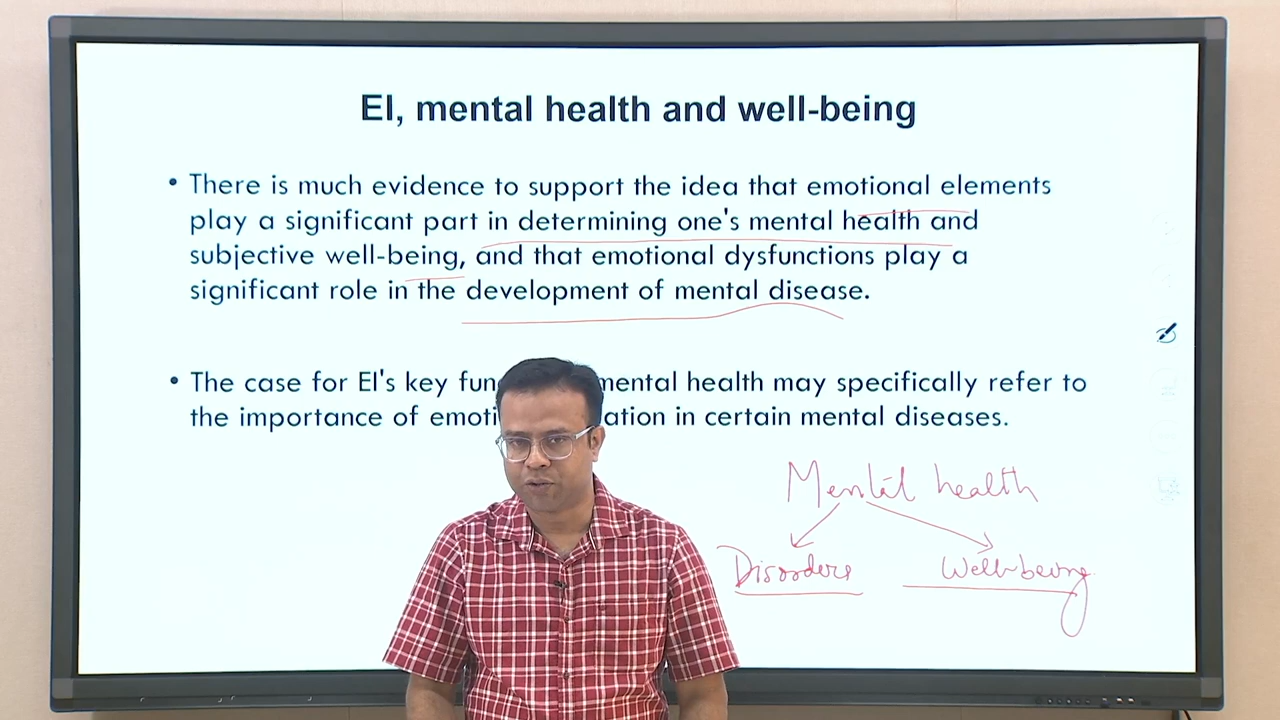 EI, mental health and well-being
• There is much evidence to support the idea that emotional elements
play a significant part in determining one's mental health and
subjective well-being, and that emotional dysfunctions play a
significant role in the development of mental disease.
• The case for EI's key fun mental health may specifically refer to
the importance of emoti ation in certain mental diseases.
Mental health
Disorders Well-being